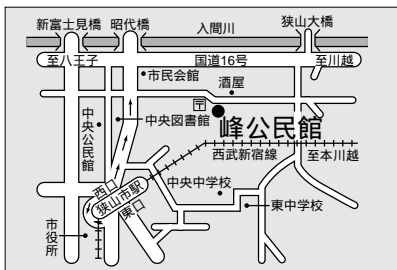 新富士見橋
昭代橋
入間川
狭山大橋
至八王子
国道16号
至川越
市民会館
酒屋
〒
中央公民館
中央図書館
峰公民館
西武新宿線
至本川越
西口
狭山市駅
東口
中央中学校
東中学校
市役所